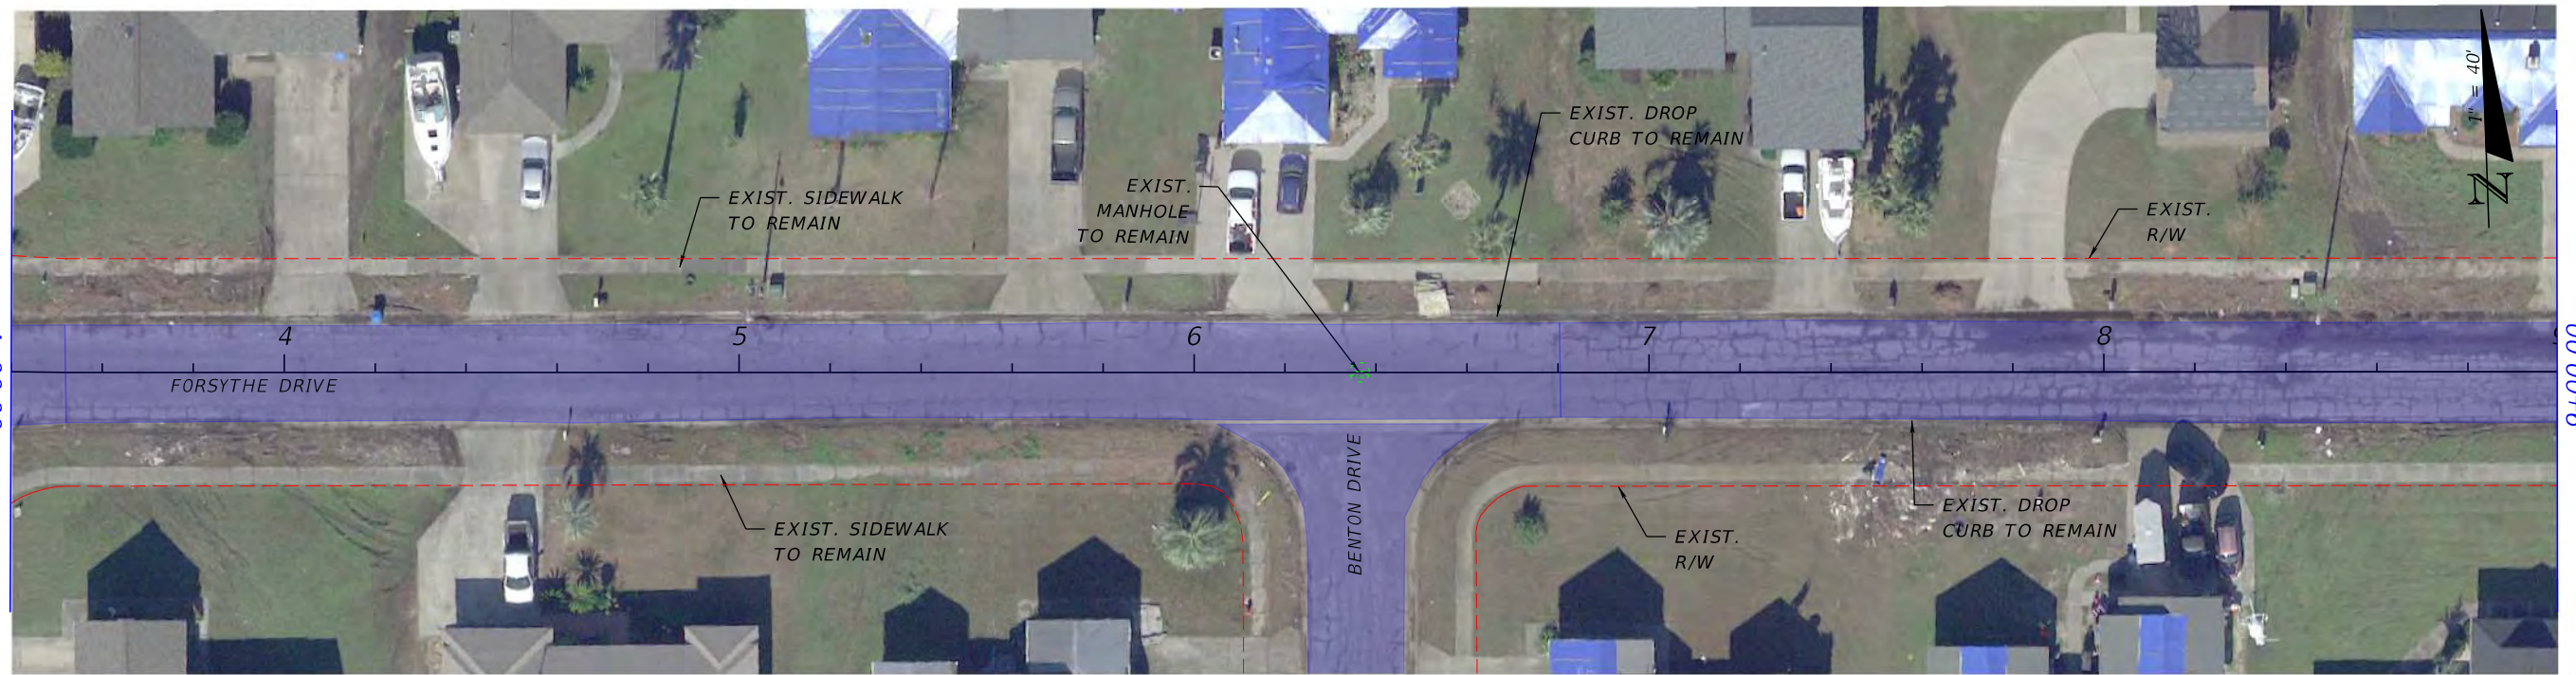 1" = 40'
N
EXIST. DROP
CURB TO REMAIN
EXIST. SIDEWALK
TO REMAIN
EXIST.
MANHOLE
TO REMAIN
EXIST.
R/W
4
5
6
7
8
FORSYTHE DRIVE
BENTON DRIVE
EXIST. SIDEWALK
TO REMAIN
EXIST.
R/W
EXIST. DROP
CURB TO REMAIN